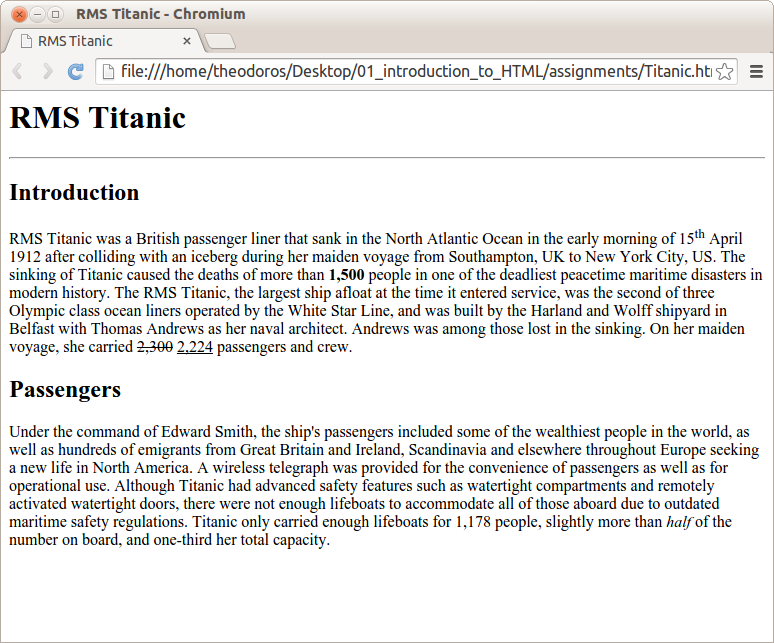 RMS Titanic - Chromium
RMS Titanic
file:///home/theodoros/Desktop/01_introduction_to_HTML/assignments/Titanic.htm
RMS Titanic
Introduction
RMS Titanic was a British passenger liner that sank in the North Atlantic Ocean in the early morning of 15th April
1912 after colliding with an iceberg during her maiden voyage from Southampton, UK to New York City, US. The
sinking of Titanic caused the deaths of more than 1,500 people in one of the deadliest peacetime maritime disasters in
modern history. The RMS Titanic, the largest ship afloat at the time it entered service, was the second of three
Olympic class ocean liners operated by the White Star Line, and was built by the Harland and Wolff shipyard in
Belfast with Thomas Andrews as her naval architect. Andrews was among those lost in the sinking. On her maiden
voyage, she carried 2,300 2,224 passengers and crew.
Passengers
Under the command of Edward Smith, the ship's passengers included some of the wealthiest people in the world, as
well as hundreds of emigrants from Great Britain and Ireland, Scandinavia and elsewhere throughout Europe seeking
a new life in North America. A wireless telegraph was provided for the convenience of passengers as well as for
operational use. Although Titanic had advanced safety features such as watertight compartments and remotely
activated watertight doors, there were not enough lifeboats to accommodate all of those aboard due to outdated
maritime safety regulations. Titanic only carried enough lifeboats for 1,178 people, slightly more than half of the
number on board, and one-third her total capacity.